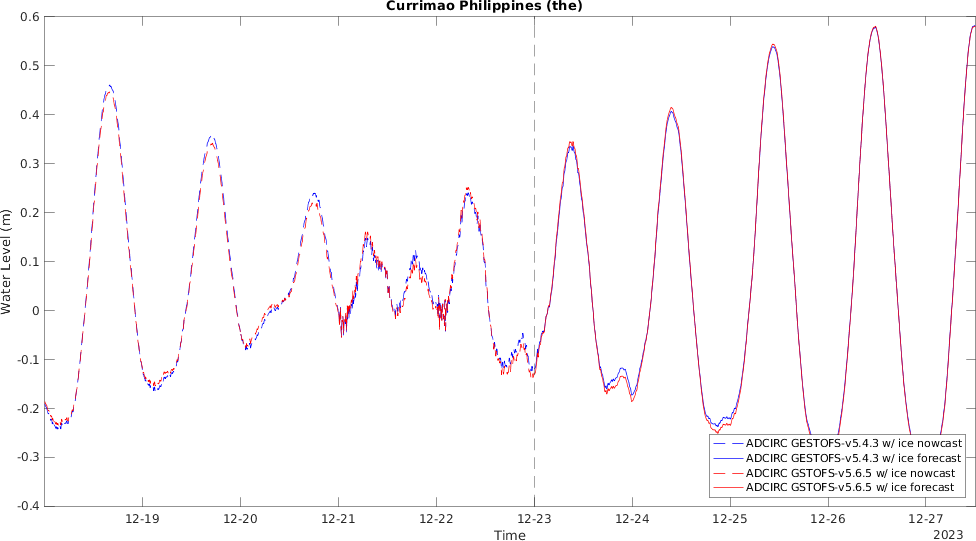 Currimao Philippines (the)
Water Level (m)
0.6
0.5
0.4
0.3
0.2
0.1
0
-0.1
-0.2
-0.3
-0.4
ADCIRC GESTOFS-v5.4.3 w/ ice nowcast
ADCIRC GESTOFS-v5.4.3 w/ ice forecast
ADCIRC GSTOFS-v5.6.5 w/ ice nowcast
ADCIRC GSTOFS-v5.6.5 w/ ice forecast
12-19 12-20 12-21 12-22 12-23 12-24 12-25 12-26 12-27
Time
2023